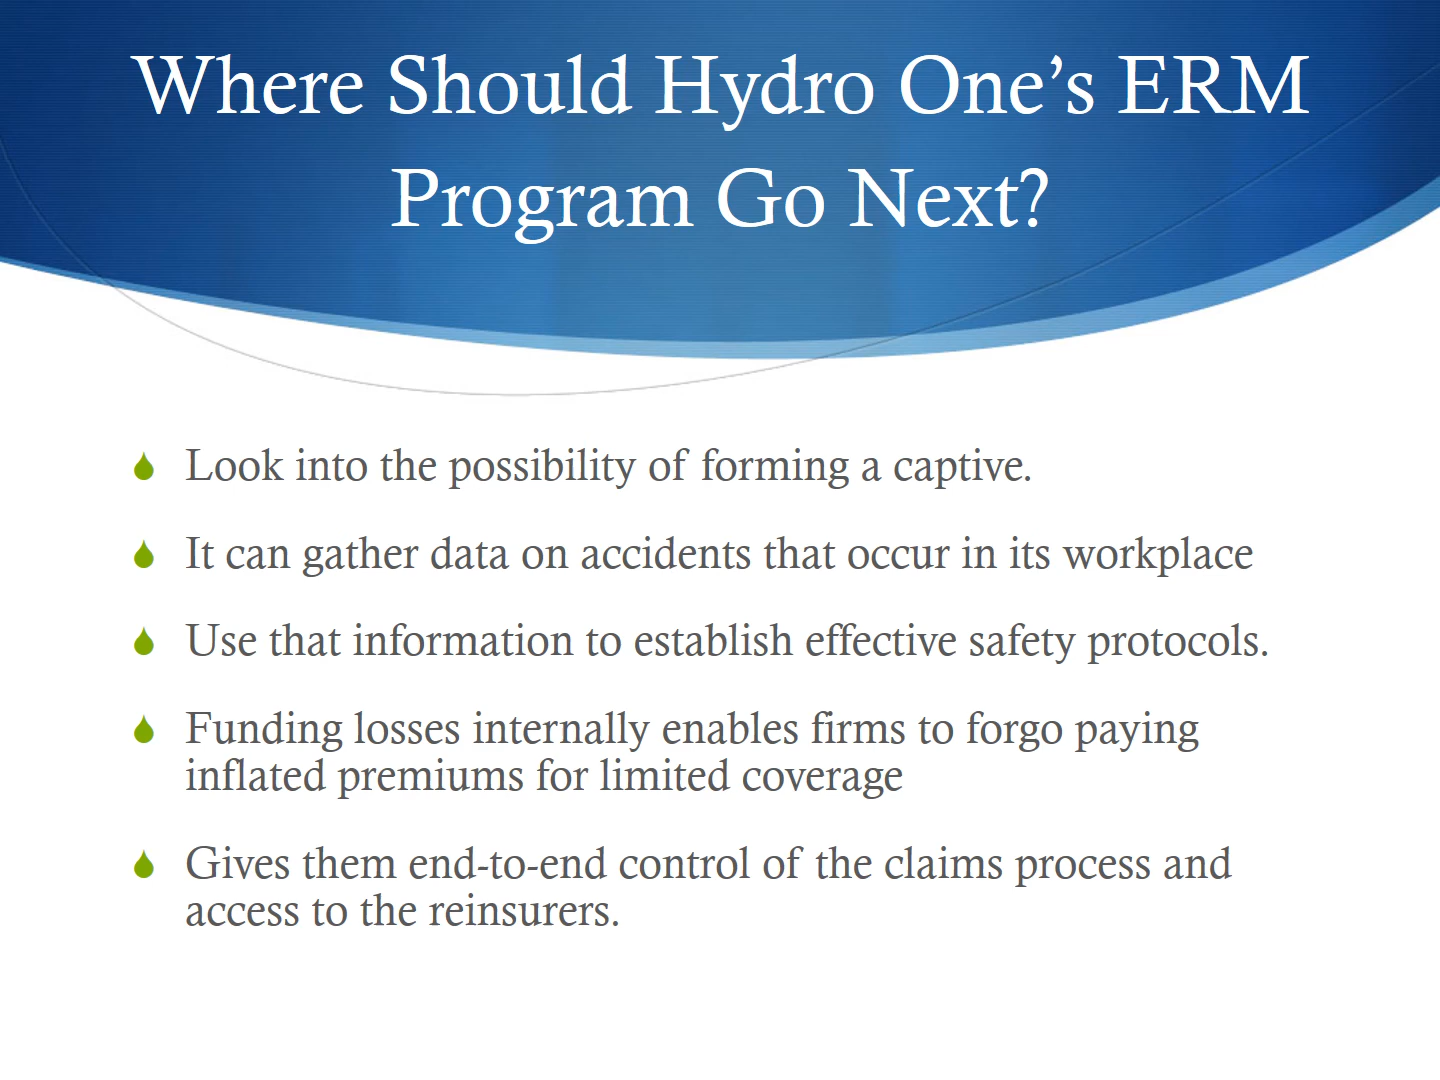 Where Should Hydro One’s ERM
Program Go Next?
Look into the possibility of forming a captive.
It can gather data on accidents that occur in its workplace
Use that information to establish effective safety protocols.
Funding losses internally enables firms to forgo paying
inflated premiums for limited coverage
Gives them end-to-end control of the claims process and
access to the reinsurers.